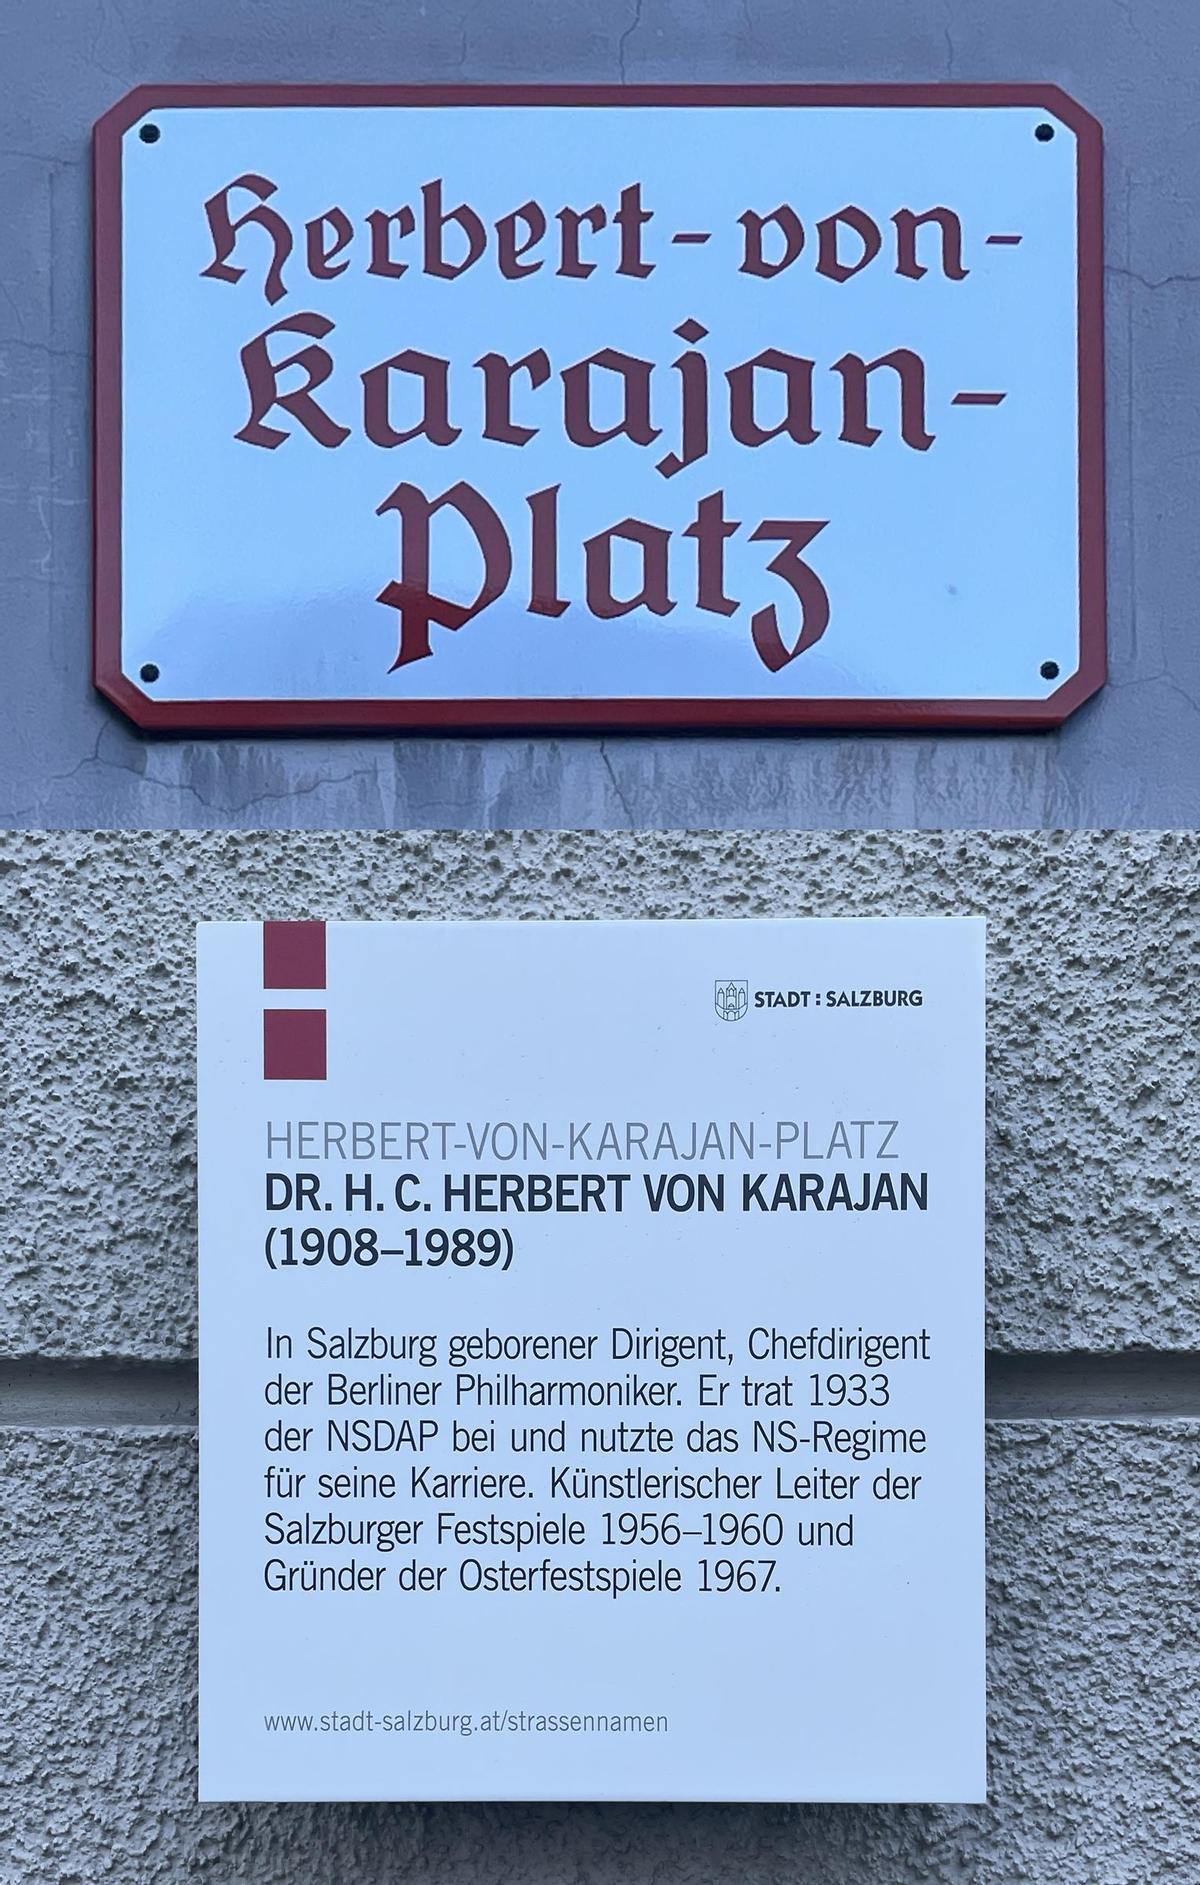 Herbert-von-
Karajan-
Platz
STADT : SALZBURG
HERBERT-VON-KARAJAN-PLATZ
DR. H. C. HERBERT VON KARAJAN
(1908–1989)
In Salzburg geborener Dirigent, Chefdirigent
der Berliner Philharmoniker. Er trat 1933
der NSDAP bei und nutzte das NS-Regime
für seine Karriere. Künstlerischer Leiter der
Salzburger Festspiele 1956–1960 und
Gründer der Osterfestspiele 1967.
www.stadt-salzburg.at/strassennamen